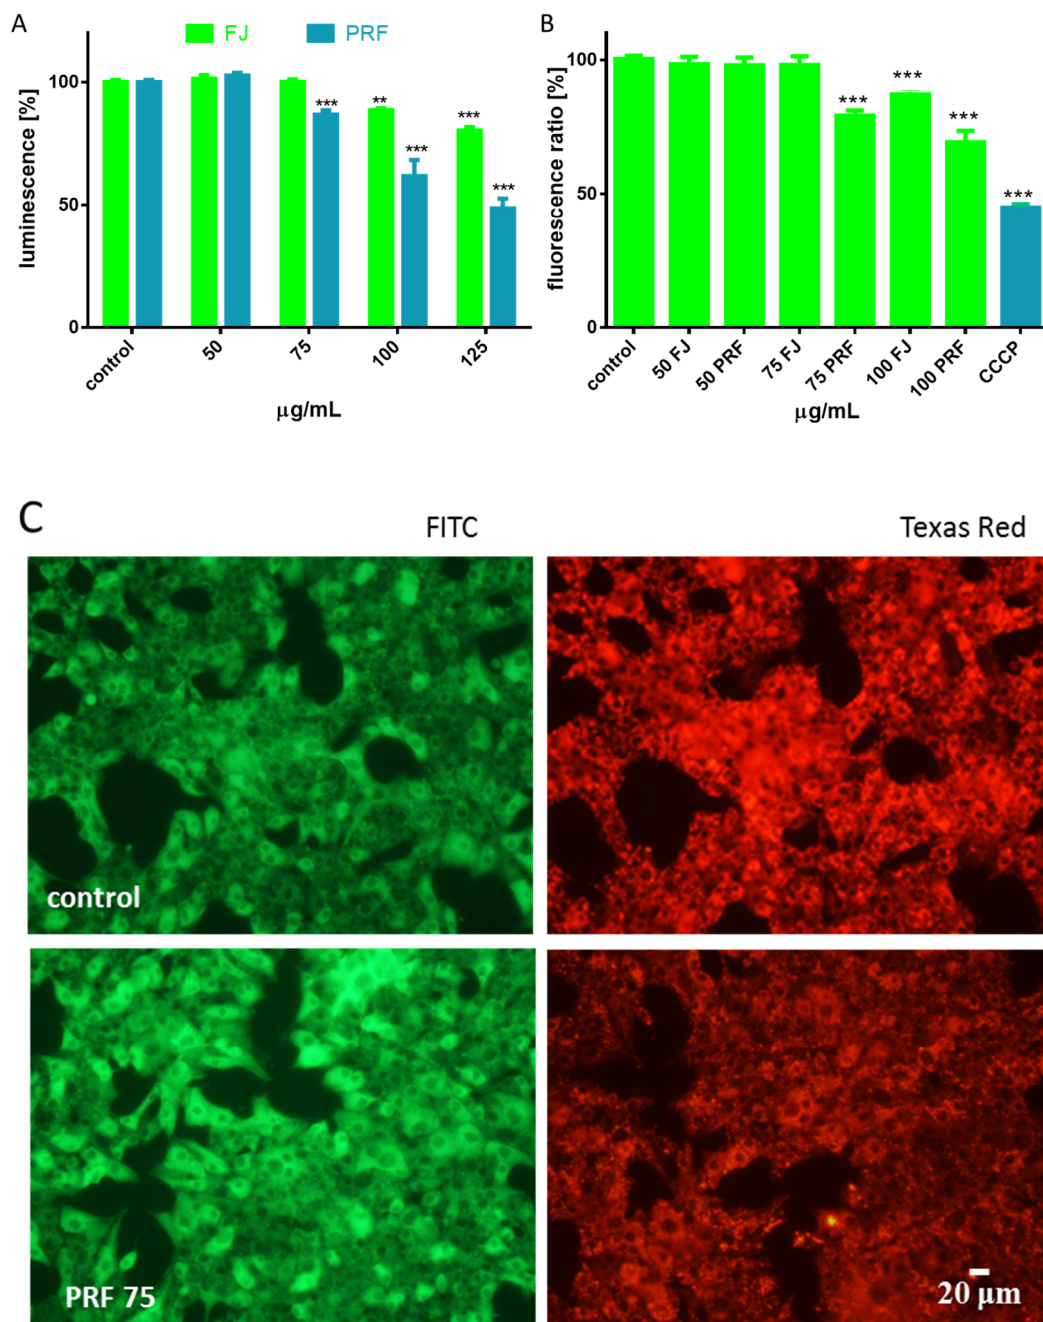 A
FJ
PRF
luminescence [%]
100
50
0
***
***
**
***
***
control
50
75
100
125
μg/mL
B
fluorescence ratio [%]
100
50
0
***
***
***
***
control
50 FJ
50 PRF
75 FJ
75 PRF
100 FJ
100 PRF
CCCP
μg/mL
C
FITC
Texas Red
control
PRF 75
20 μm